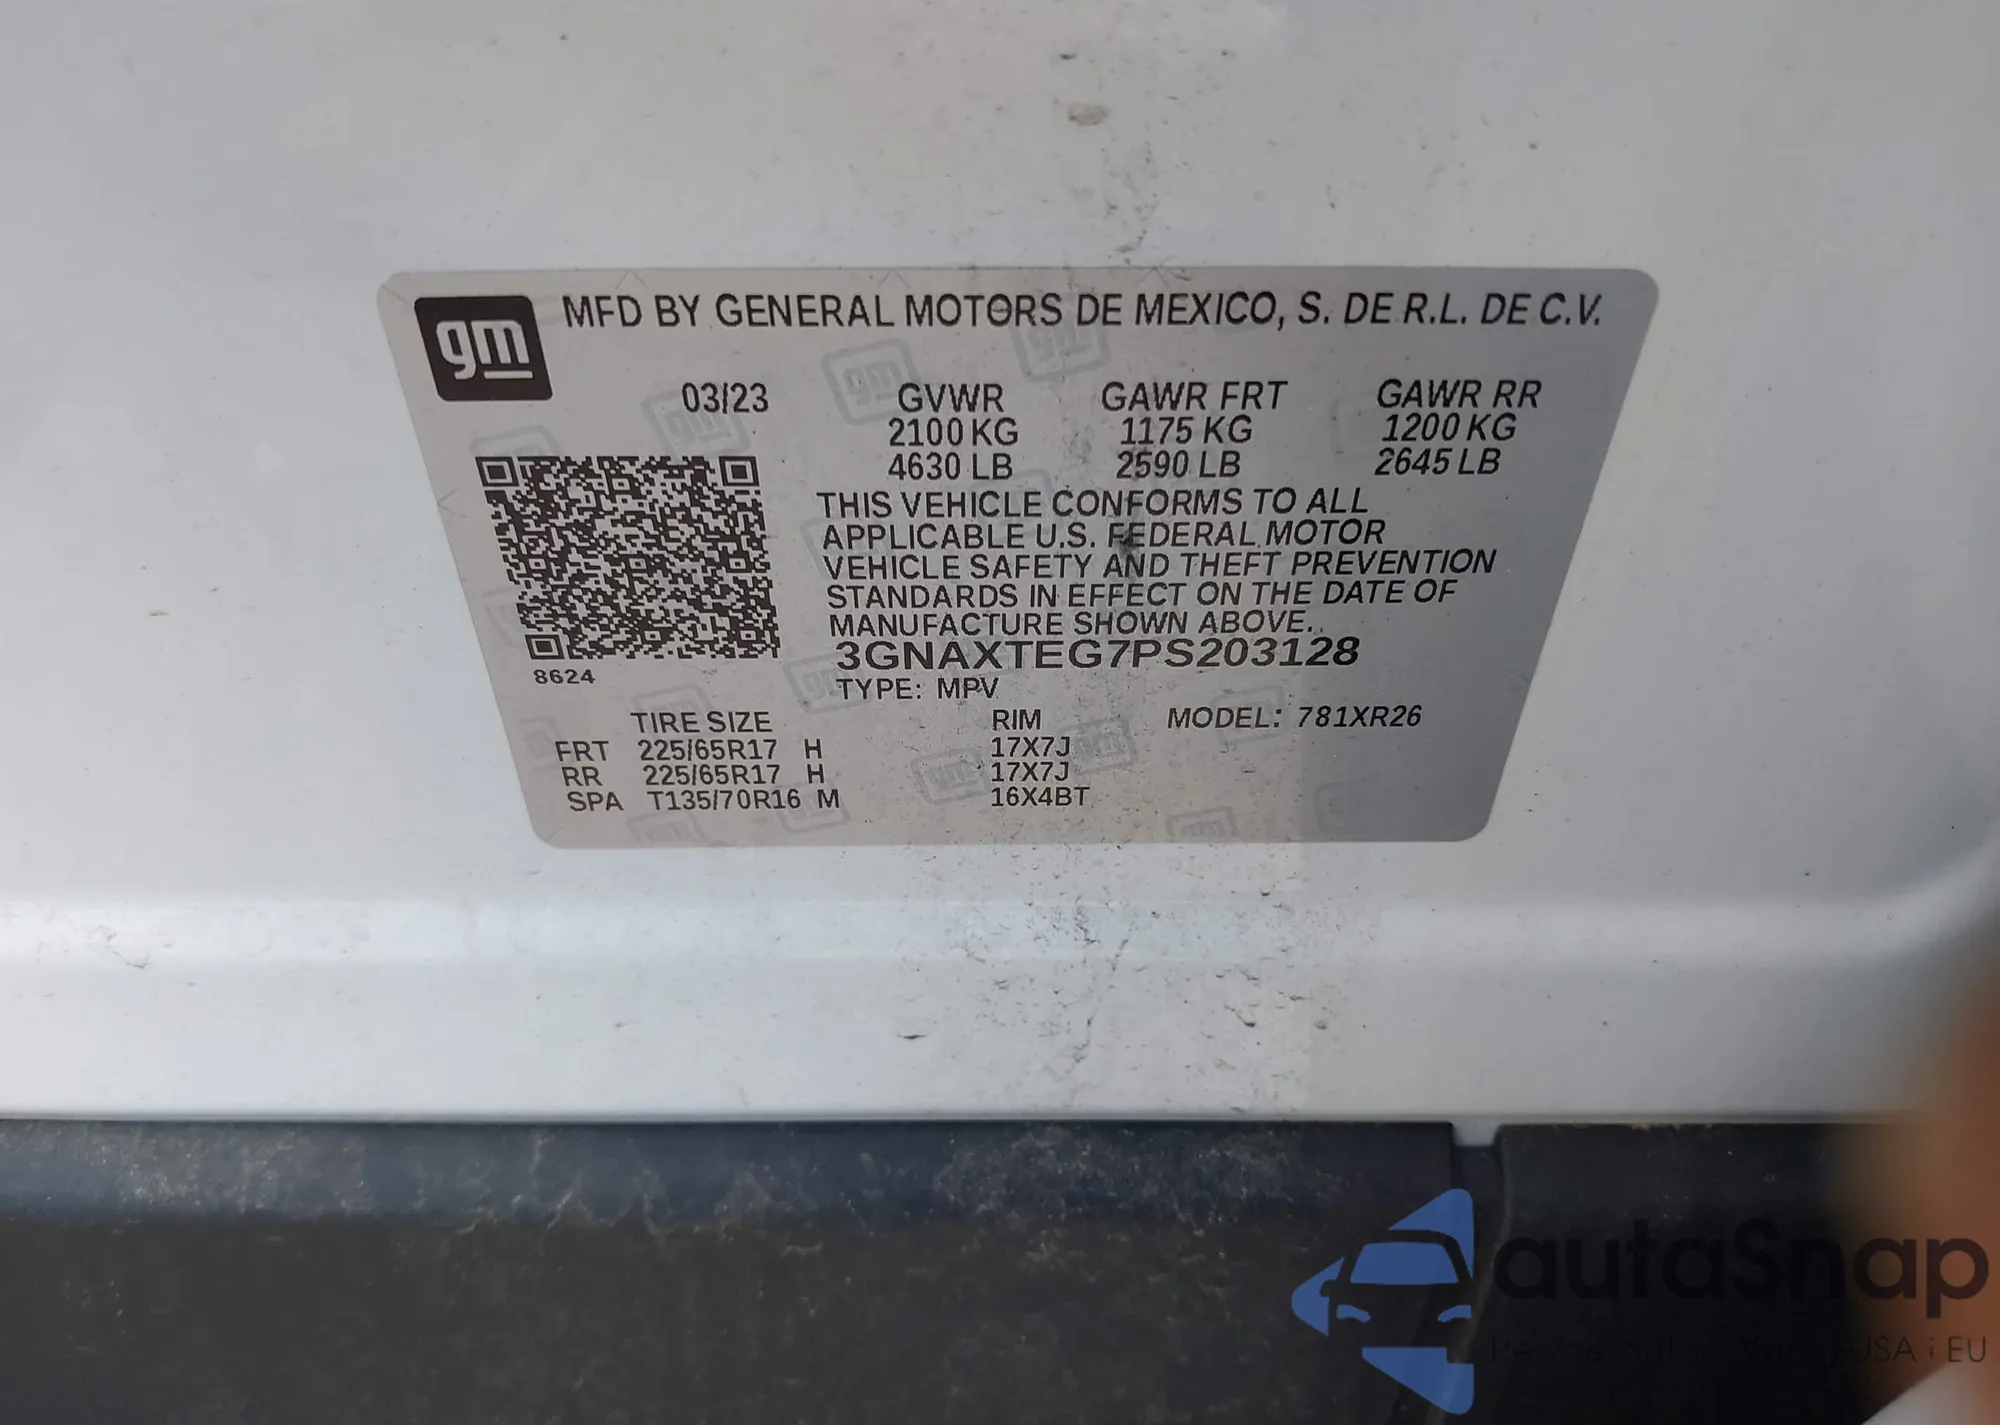 gm MFD BY GENERAL MOTORS DE MEXICO, S. DE R.L. DE C.V.
03/23 GVWR GAWR FRT GAWR RR
2100 KG 1175 KG 1200 KG
4630 LB 2590 LB 2645 LB
THIS VEHICLE CONFORMS TO ALL
APPLICABLE U.S. FEDERAL MOTOR
VEHICLE SAFETY AND THEFT PREVENTION
STANDARDS IN EFFECT ON THE DATE OF
MANUFACTURE SHOWN ABOVE.
3GNAXTEG7PS203128
8624
TYPE: MPV
TIRE SIZE RIM MODEL: 781XR26
FRT 225/65R17 H 17X7J
RR 225/65R17 H 17X7J
SPA T135/70R16 M 16X4BT
autaSnap
USA i EU